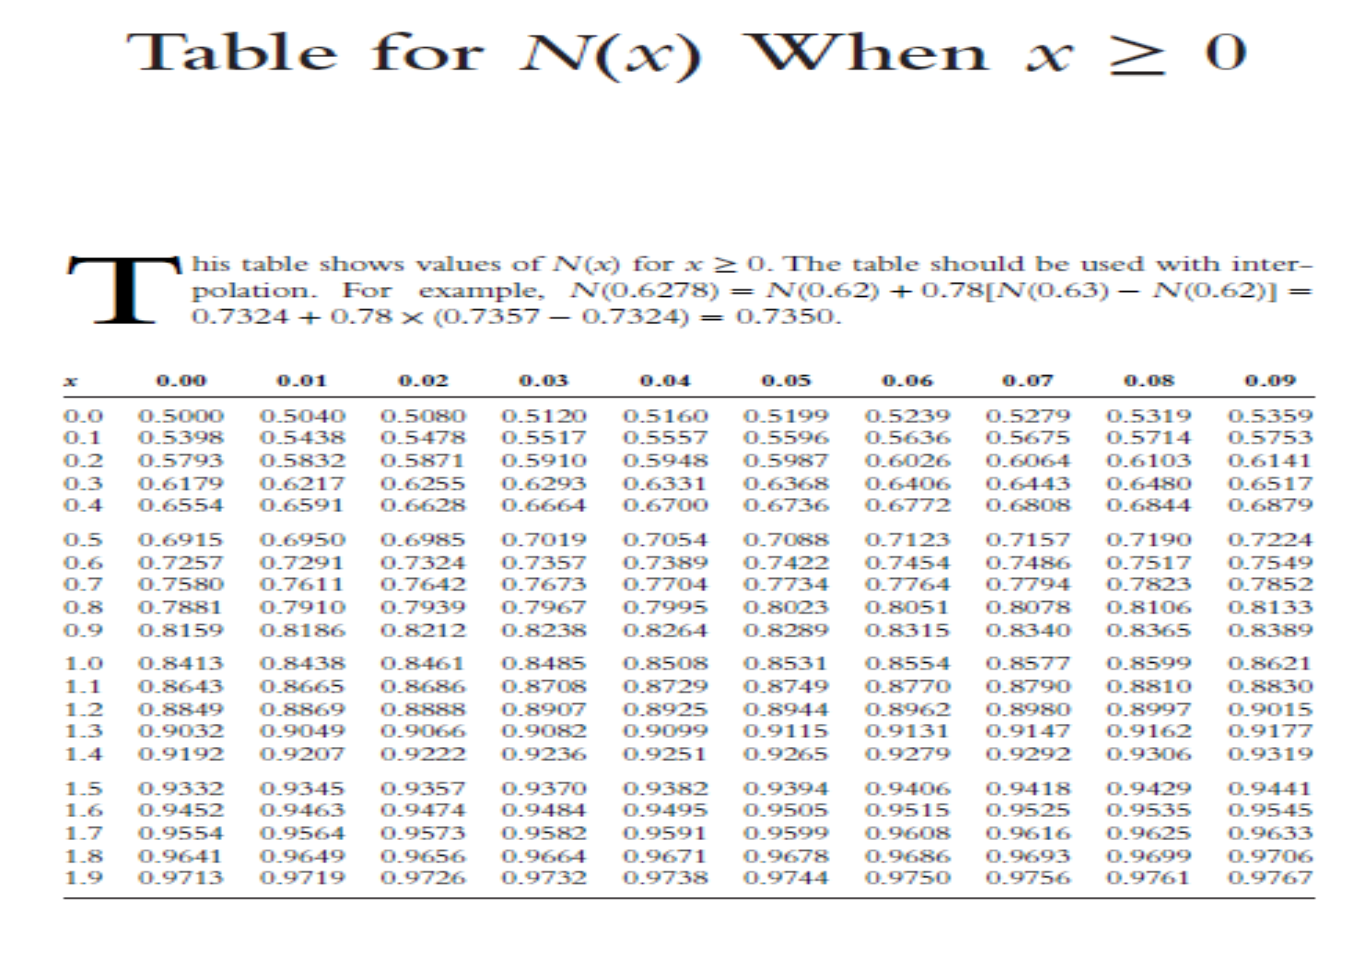 Table for N(x) When x ≥ 0
This table shows values of N(x) for x ≥ 0. The table should be used with inter-
polation. For example, N(0.6278) = N(0.62) + 0.78[N(0.63) − N(0.62)] =
0.7324 + 0.78 × (0.7357 − 0.7324) = 0.7350.
x 0.00 0.01 0.02 0.03 0.04 0.05 0.06 0.07 0.08 0.09
0.0 0.5000 0.5040 0.5080 0.5120 0.5160 0.5199 0.5239 0.5279 0.5319 0.5359
0.1 0.5398 0.5438 0.5478 0.5517 0.5557 0.5596 0.5636 0.5675 0.5714 0.5753
0.2 0.5793 0.5832 0.5871 0.5910 0.5948 0.5987 0.6026 0.6064 0.6103 0.6141
0.3 0.6179 0.6217 0.6255 0.6293 0.6331 0.6368 0.6406 0.6443 0.6480 0.6517
0.4 0.6554 0.6591 0.6628 0.6664 0.6700 0.6736 0.6772 0.6808 0.6844 0.6879
0.5 0.6915 0.6950 0.6985 0.7019 0.7054 0.7088 0.7123 0.7157 0.7190 0.7224
0.6 0.7257 0.7291 0.7324 0.7357 0.7389 0.7422 0.7454 0.7486 0.7517 0.7549
0.7 0.7580 0.7611 0.7642 0.7673 0.7704 0.7734 0.7764 0.7794 0.7823 0.7852
0.8 0.7881 0.7910 0.7939 0.7967 0.7995 0.8023 0.8051 0.8078 0.8106 0.8133
0.9 0.8159 0.8186 0.8212 0.8238 0.8264 0.8289 0.8315 0.8340 0.8365 0.8389
1.0 0.8413 0.8438 0.8461 0.8485 0.8508 0.8531 0.8554 0.8577 0.8599 0.8621
1.1 0.8643 0.8665 0.8686 0.8708 0.8729 0.8749 0.8770 0.8790 0.8810 0.8830
1.2 0.8849 0.8869 0.8888 0.8907 0.8925 0.8944 0.8962 0.8980 0.8997 0.9015
1.3 0.9032 0.9049 0.9066 0.9082 0.9099 0.9115 0.9131 0.9147 0.9162 0.9177
1.4 0.9192 0.9207 0.9222 0.9236 0.9251 0.9265 0.9279 0.9292 0.9306 0.9319
1.5 0.9332 0.9345 0.9357 0.9370 0.9382 0.9394 0.9406 0.9418 0.9429 0.9441
1.6 0.9452 0.9463 0.9474 0.9484 0.9495 0.9505 0.9515 0.9525 0.9535 0.9545
1.7 0.9554 0.9564 0.9573 0.9582 0.9591 0.9599 0.9608 0.9616 0.9625 0.9633
1.8 0.9641 0.9649 0.9656 0.9664 0.9671 0.9678 0.9686 0.9693 0.9699 0.9706
1.9 0.9713 0.9719 0.9726 0.9732 0.9738 0.9744 0.9750 0.9756 0.9761 0.9767